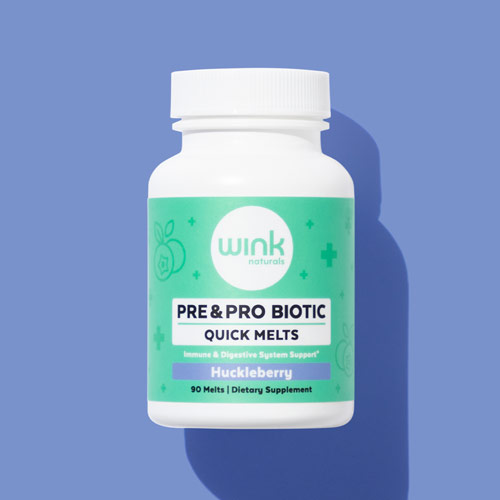 wink
naturals
PRE & PRO BIOTIC
QUICK MELTS
Immune & Digestive System Support*
Huckleberry
90 Melts | Dietary Supplement